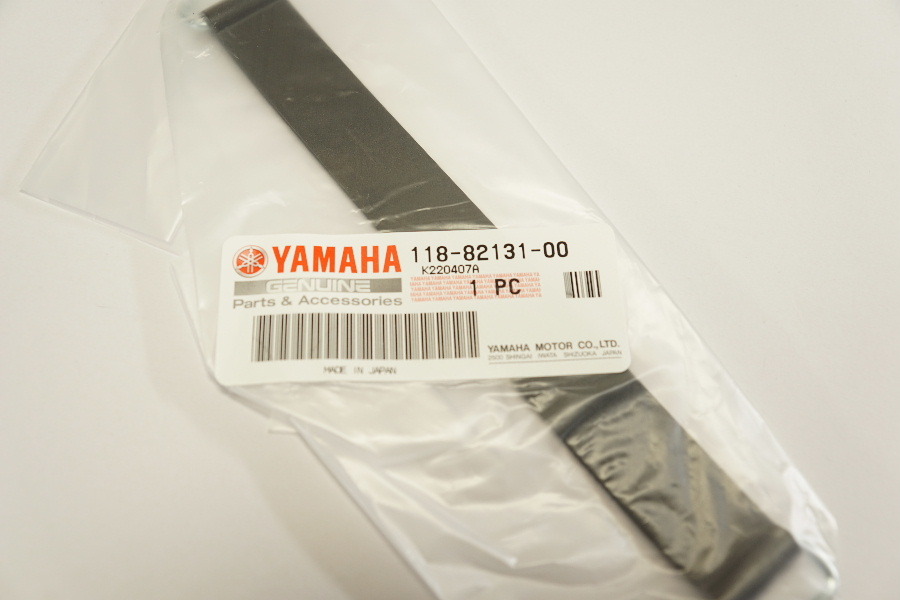 YAMAHA 118-82131-00
K220407A
GENUINE
1 PC
Parts & Accessories
YAMAHA MOTOR CO., LTD.
2500 SHINGAI IWATA SHIZUOKA JAPAN
MADE IN JAPAN